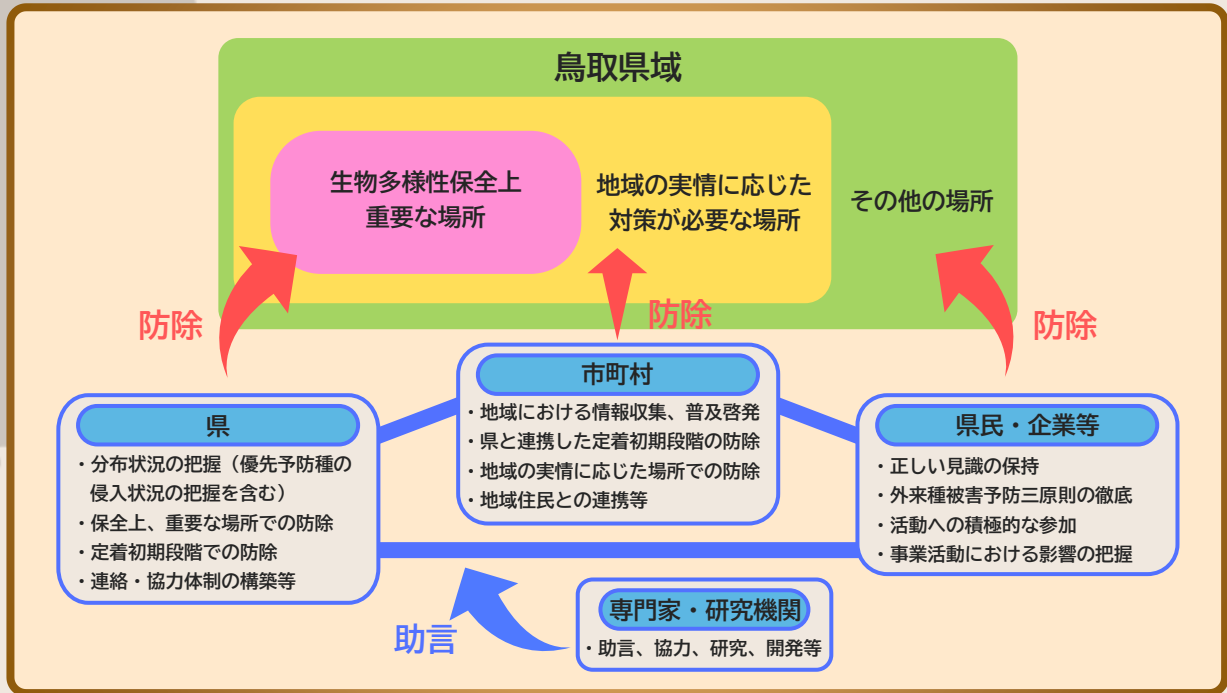 鳥取県域
生物多様性保全上
重要な場所
地域の実情に応じた
対策が必要な場所
その他の場所
防除
防除
防除
県
・分布状況の把握（優先予防種の
侵入状況の把握を含む）
・保全上、重要な場所での防除
・定着初期段階での防除
・連絡・協力体制の構築等
市町村
・地域における情報収集、普及啓発
・県と連携した定着初期段階の防除
・地域の実情に応じた場所での防除
・地域住民との連携等
県民・企業等
・正しい見識の保持
・外来種被害予防三原則の徹底
・活動への積極的な参加
・事業活動における影響の把握
助言
専門家・研究機関
・助言、協力、研究、開発等